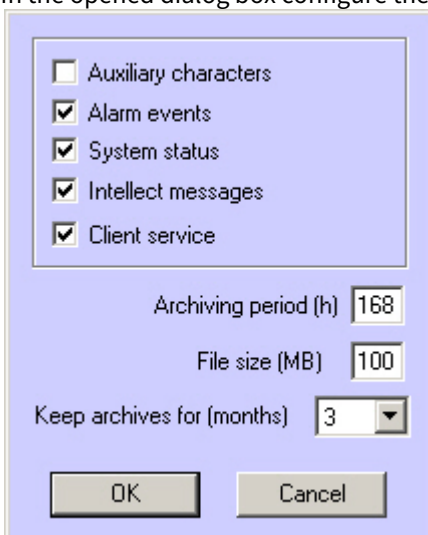 In the opened dialog box configure the
Auxiliary characters
Alarm events
System status
Intellect messages
Client service
Archiving period (h) 168
File size (MB) 100
Keep archives for (months) 3
OK Cancel